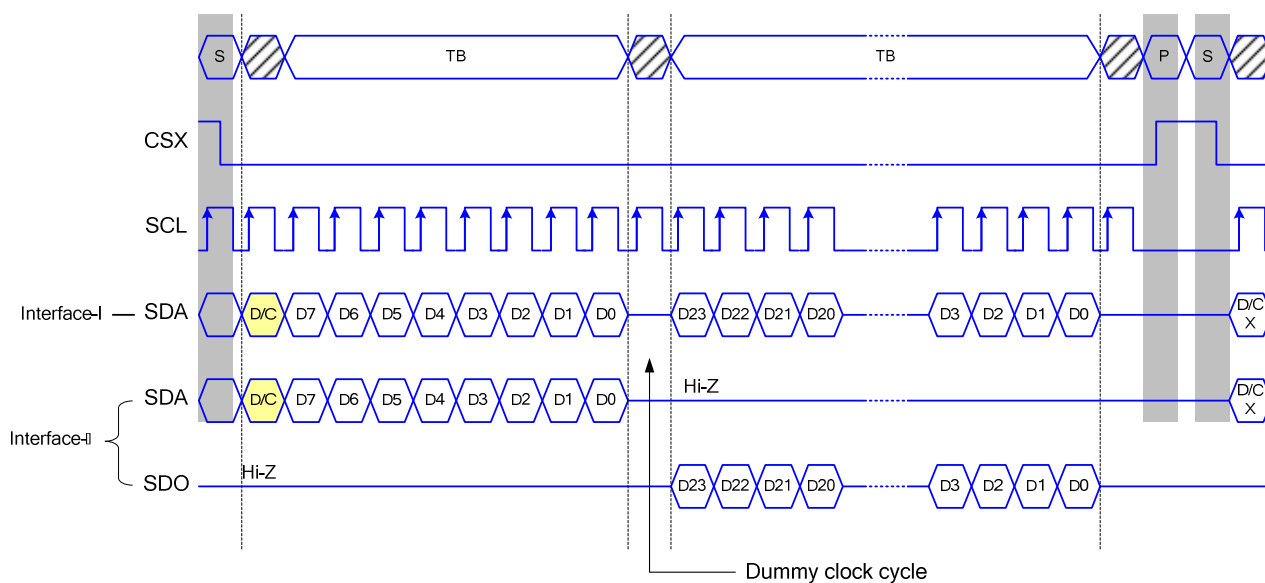 S TB TB P S
CSX
SCL
Interface-I SDA D/C D7 D6 D5 D4 D3 D2 D1 D0 D23 D22 D21 D20 D3 D2 D1 D0 D/C X
SDA D/C D7 D6 D5 D4 D3 D2 D1 D0 Hi-Z D/C X
Interface-
SDO Hi-Z D23 D22 D21 D20 D3 D2 D1 D0
Dummy clock cycle